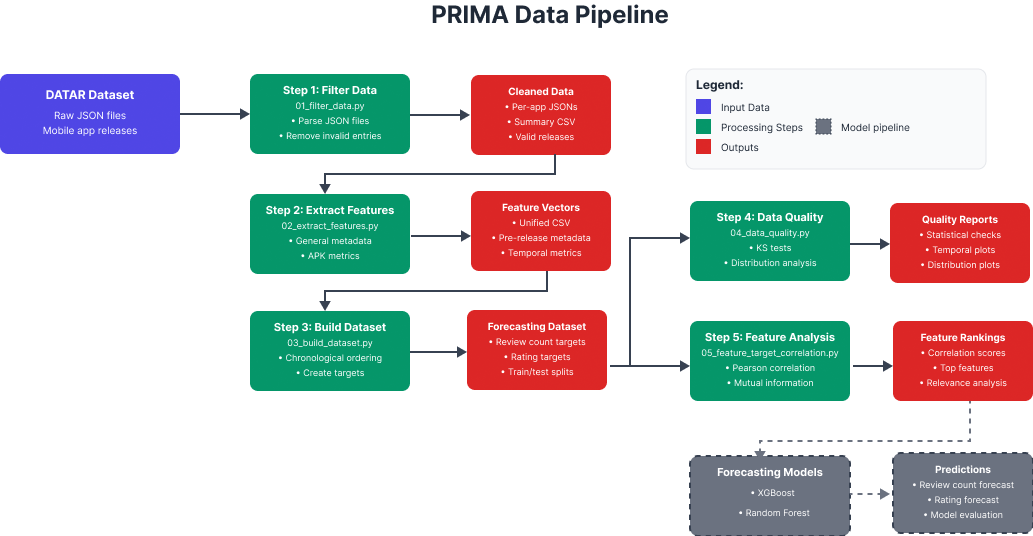 PRIMA Data Pipeline
DATAR Dataset
Raw JSON files
Mobile app releases
Step 1: Filter Data
01_filter_data.py
• Parse JSON files
• Remove invalid entries
Cleaned Data
• Per-app JSONs
• Summary CSV
• Valid releases
Legend:
Input Data
Processing Steps
Model pipeline
Outputs
Step 2: Extract Features
02_extract_features.py
• General metadata
• APK metrics
Feature Vectors
• Unified CSV
• Pre-release metadata
• Temporal metrics
Step 3: Build Dataset
03_build_dataset.py
• Chronological ordering
• Create targets
Forecasting Dataset
• Review count targets
• Rating targets
• Train/test splits
Step 4: Data Quality
04_data_quality.py
• KS tests
• Distribution analysis
Quality Reports
• Statistical checks
• Temporal plots
• Distribution plots
Step 5: Feature Analysis
05_feature_target_correlation.py
• Pearson correlation
• Mutual information
Feature Rankings
• Correlation scores
• Top features
• Relevance analysis
Forecasting Models
• XGBoost
• Random Forest
Predictions
• Review count forecast
• Rating forecast
• Model evaluation